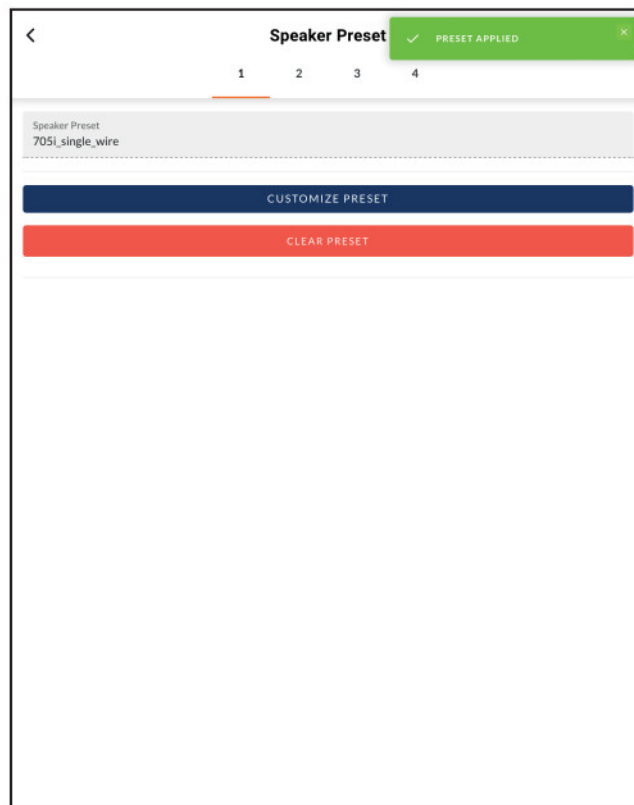 Speaker Preset
PRESET APPLIED
1 2 3 4
Speaker Preset
705i_single_wire
CUSTOMIZE PRESET
CLEAR PRESET